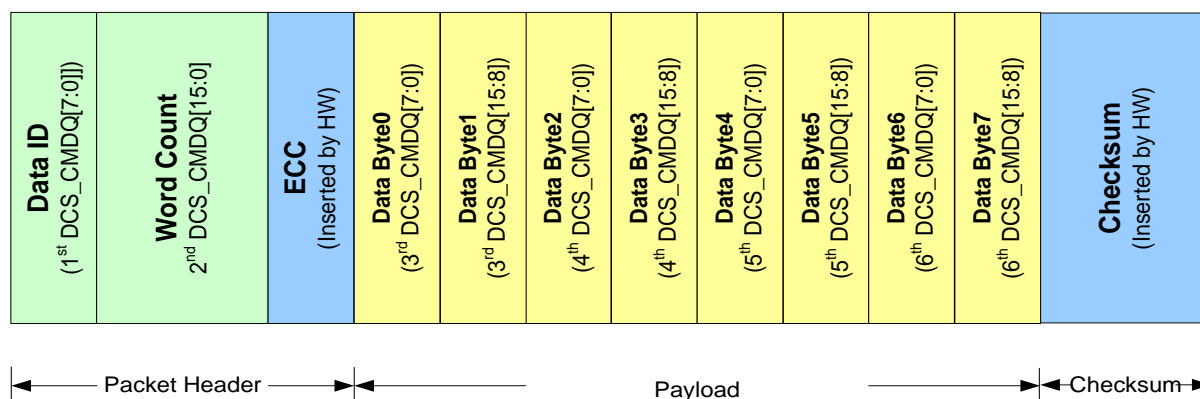 Data ID
(1st DCS_CMDQ[7:0]])
Word Count
2nd DCS_CMDQ[15:0]
ECC
(Inserted by HW)
Data Byte0
(3rd DCS_CMDQ[7:0])
Data Byte1
(3rd DCS_CMDQ[15:8])
Data Byte2
(4th DCS_CMDQ[7:0])
Data Byte3
(4th DCS_CMDQ[15:8])
Data Byte4
(5th DCS_CMDQ[7:0])
Data Byte5
(5th DCS_CMDQ[15:8])
Data Byte6
(6th DCS_CMDQ[7:0])
Data Byte7
(6th DCS_CMDQ[15:8])
Checksum
(Inserted by HW)
Packet Header
Payload
Checksum